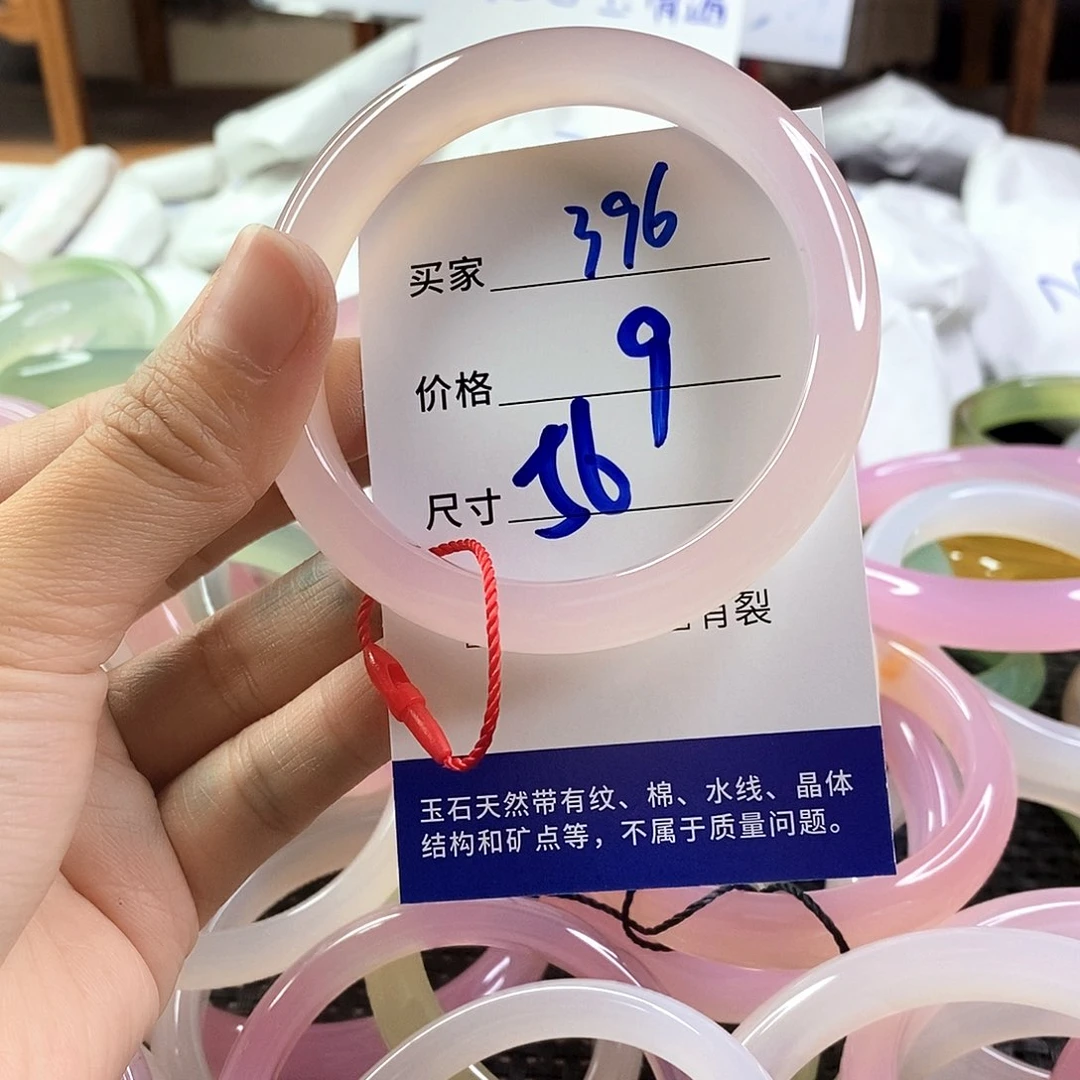 买家 396
价格 9
尺寸 56
有裂
玉石天然带有纹、棉、水线、晶体
结构和矿点等，不属于质量问题。